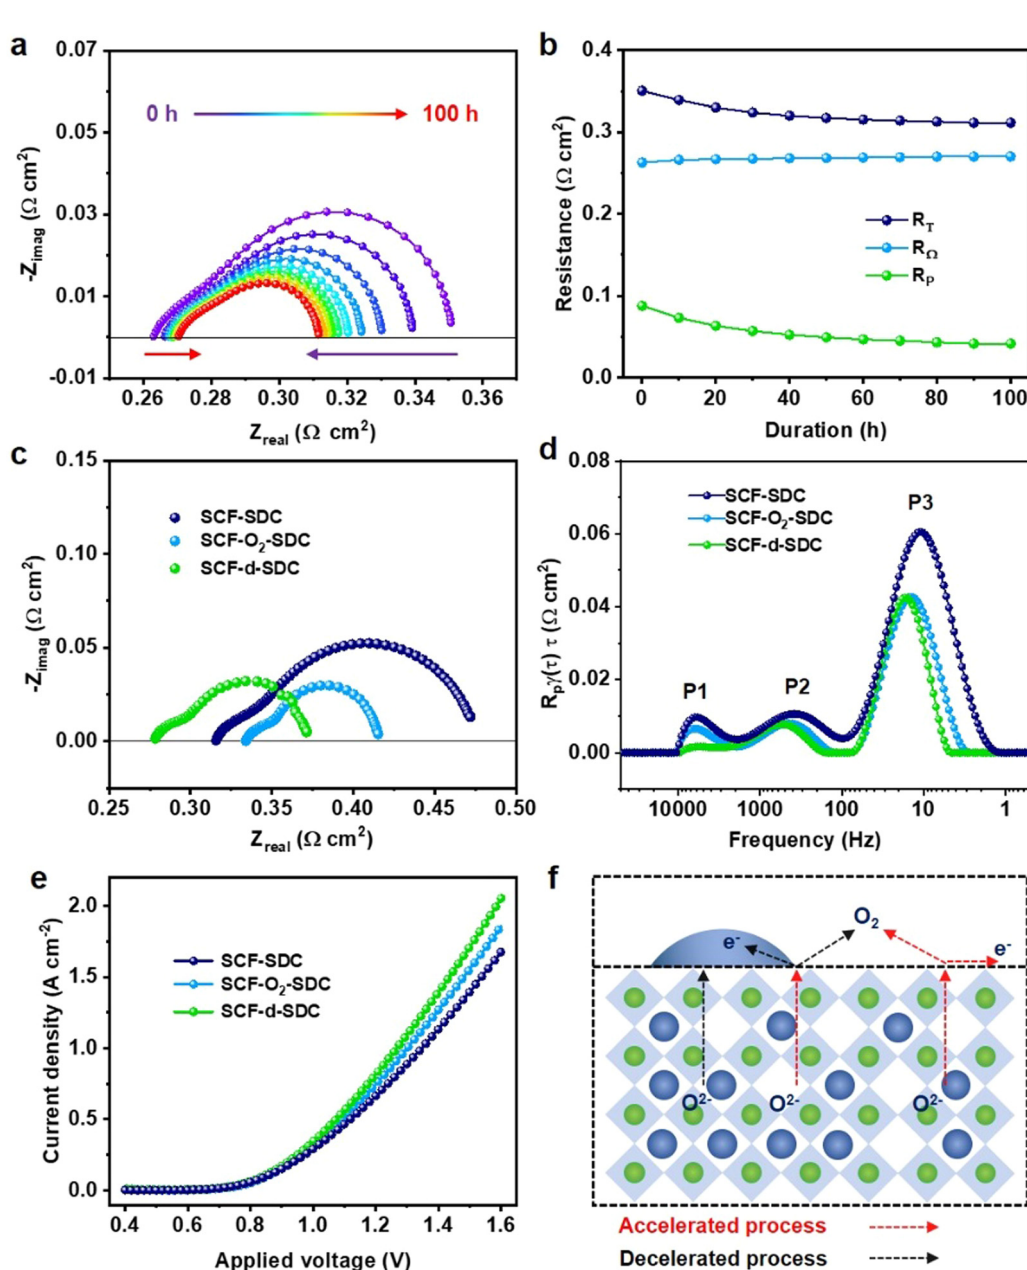 a
0.07
0.05
0.03
0.01
-0.01
-Z_imag (Ω cm²)
0 h
100 h
0.26 0.28 0.30 0.32 0.34 0.36
Z_real (Ω cm²)
b
0.4
0.3
0.2
0.1
0.0
Resistance (Ω cm²)
R_T
R_Ω
R_P
0 20 40 60 80 100
Duration (h)
c
0.15
0.10
0.05
0.00
-Z_imag (Ω cm²)
SCF-SDC
SCF-O₂-SDC
SCF-d-SDC
0.25 0.30 0.35 0.40 0.45 0.50
Z_real (Ω cm²)
d
0.08
0.06
0.04
0.02
0.00
R_pγ(τ) τ (Ω cm²)
SCF-SDC
SCF-O₂-SDC
SCF-d-SDC
P1
P2
P3
10000 1000 100 10 1
Frequency (Hz)
e
2.0
1.5
1.0
0.5
0.0
Current density (A cm⁻²)
SCF-SDC
SCF-O₂-SDC
SCF-d-SDC
0.4 0.6 0.8 1.0 1.2 1.4 1.6
Applied voltage (V)
f
O₂
e⁻
e⁻
O²⁻
O²⁻
O²⁻
Accelerated process
Decelerated process